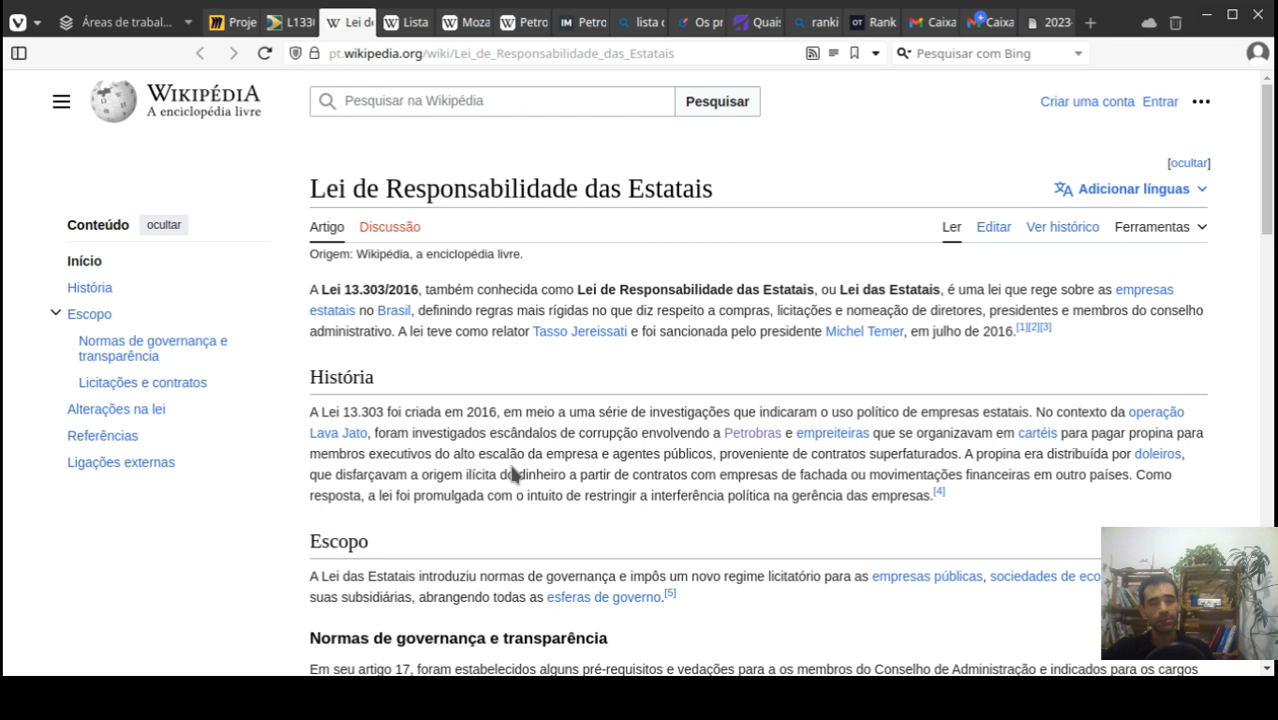 Áreas de trabal...
Proje
L133
Lei d
Lista
Moza
Petro
Petro
lista c
Os pr
Quais
ranki
Rank
Caixa
Caixa
2023-
pt.wikipedia.org/wiki/Lei_de_Responsabilidade_das_Estatais
Pesquisar com Bing
WIKIPÉDIA
A enciclopédia livre
Pesquisar na Wikipédia
Pesquisar
Criar uma conta Entrar
[ocultar]
Lei de Responsabilidade das Estatais
Adicionar línguas
Conteúdo ocultar
Início
História
Escopo
Normas de governança e
transparência
Licitações e contratos
Alterações na lei
Referências
Ligações externas
Artigo Discussão Ler Editar Ver histórico Ferramentas
Origem: Wikipédia, a enciclopédia livre.
A Lei 13.303/2016, também conhecida como Lei de Responsabilidade das Estatais, ou Lei das Estatais, é uma lei que rege sobre as empresas
estatais no Brasil, definindo regras mais rígidas no que diz respeito a compras, licitações e nomeação de diretores, presidentes e membros do conselho
administrativo. A lei teve como relator Tasso Jereissati e foi sancionada pelo presidente Michel Temer, em julho de 2016.[1][2][3]
História
A Lei 13.303 foi criada em 2016, em meio a uma série de investigações que indicaram o uso político de empresas estatais. No contexto da operação
Lava Jato, foram investigados escândalos de corrupção envolvendo a Petrobras e empreiteiras que se organizavam em cartéis para pagar propina para
membros executivos do alto escalão da empresa e agentes públicos, proveniente de contratos superfaturados. A propina era distribuída por doleiros,
que disfarçavam a origem ilícita do dinheiro a partir de contratos com empresas de fachada ou movimentações financeiras em outro países. Como
resposta, a lei foi promulgada com o intuito de restringir a interferência política na gerência das empresas.[4]
Escopo
A Lei das Estatais introduziu normas de governança e impôs um novo regime licitatório para as empresas públicas, sociedades de eco
suas subsidiárias, abrangendo todas as esferas de governo.[5]
Normas de governança e transparência
Em seu artigo 17, foram estabelecidos alguns pré-requisitos e vedações para a os membros do Conselho de Administração e indicados para os cargos